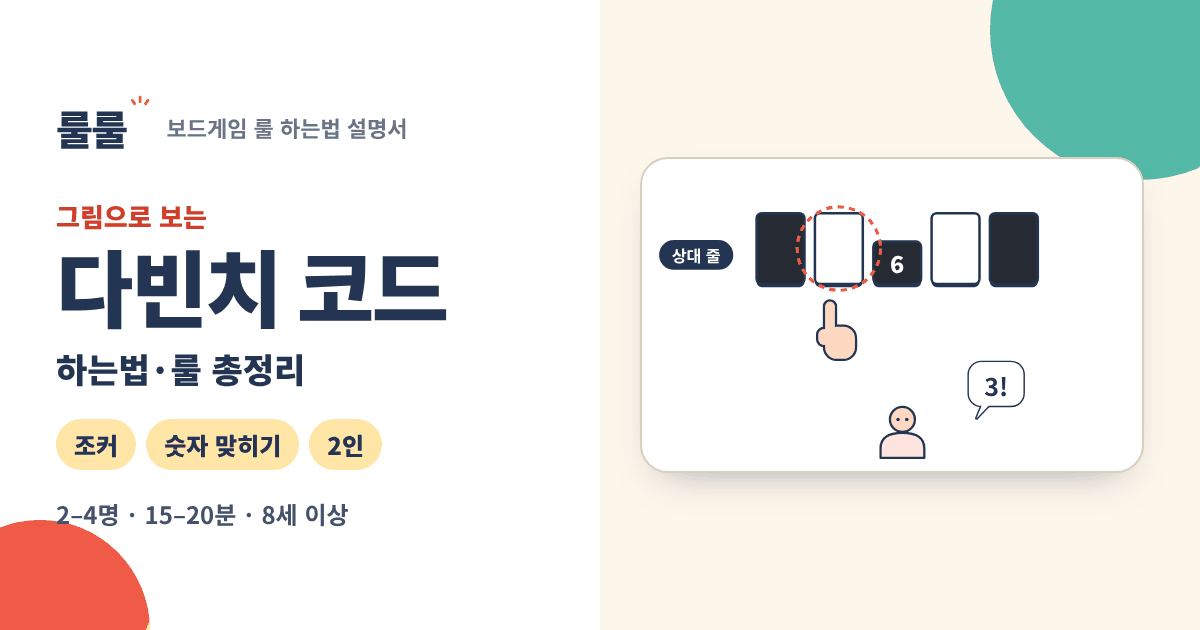 룰룰
보드게임 룰 하는법 설명서
그림으로 보는
다빈치 코드
하는법·룰 총정리
조커
숫자 맞히기
2인
2–4명 · 15–20분 · 8세 이상
상대 줄
6
3!